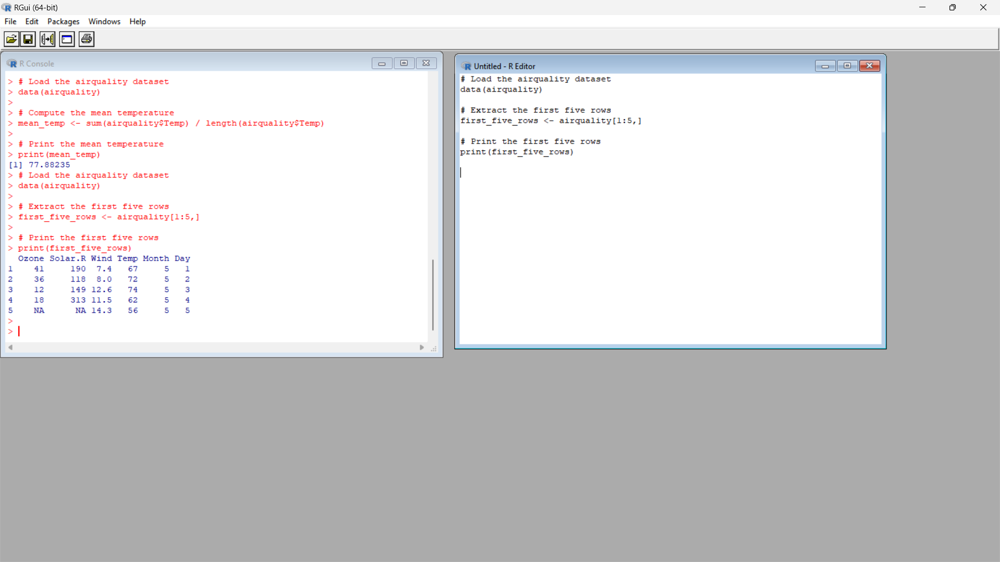 RGui (64-bit)
File Edit Packages Windows Help
R Console
> # Load the airquality dataset
> data(airquality)
>
> # Compute the mean temperature
> mean_temp <- sum(airquality$Temp) / length(airquality$Temp)
>
> # Print the mean temperature
> print(mean_temp)
[1] 77.88235
> # Load the airquality dataset
> data(airquality)
>
> # Extract the first five rows
> first_five_rows <- airquality[1:5,]
>
> # Print the first five rows
> print(first_five_rows)
  Ozone Solar.R Wind Temp Month Day
1    41     190  7.4   67     5   1
2    36     118  8.0   72     5   2
3    12     149 12.6   74     5   3
4    18     313 11.5   62     5   4
5    NA      NA 14.3   56     5   5
>
>
Untitled - R Editor
# Load the airquality dataset
data(airquality)
# Extract the first five rows
first_five_rows <- airquality[1:5,]
# Print the first five rows
print(first_five_rows)